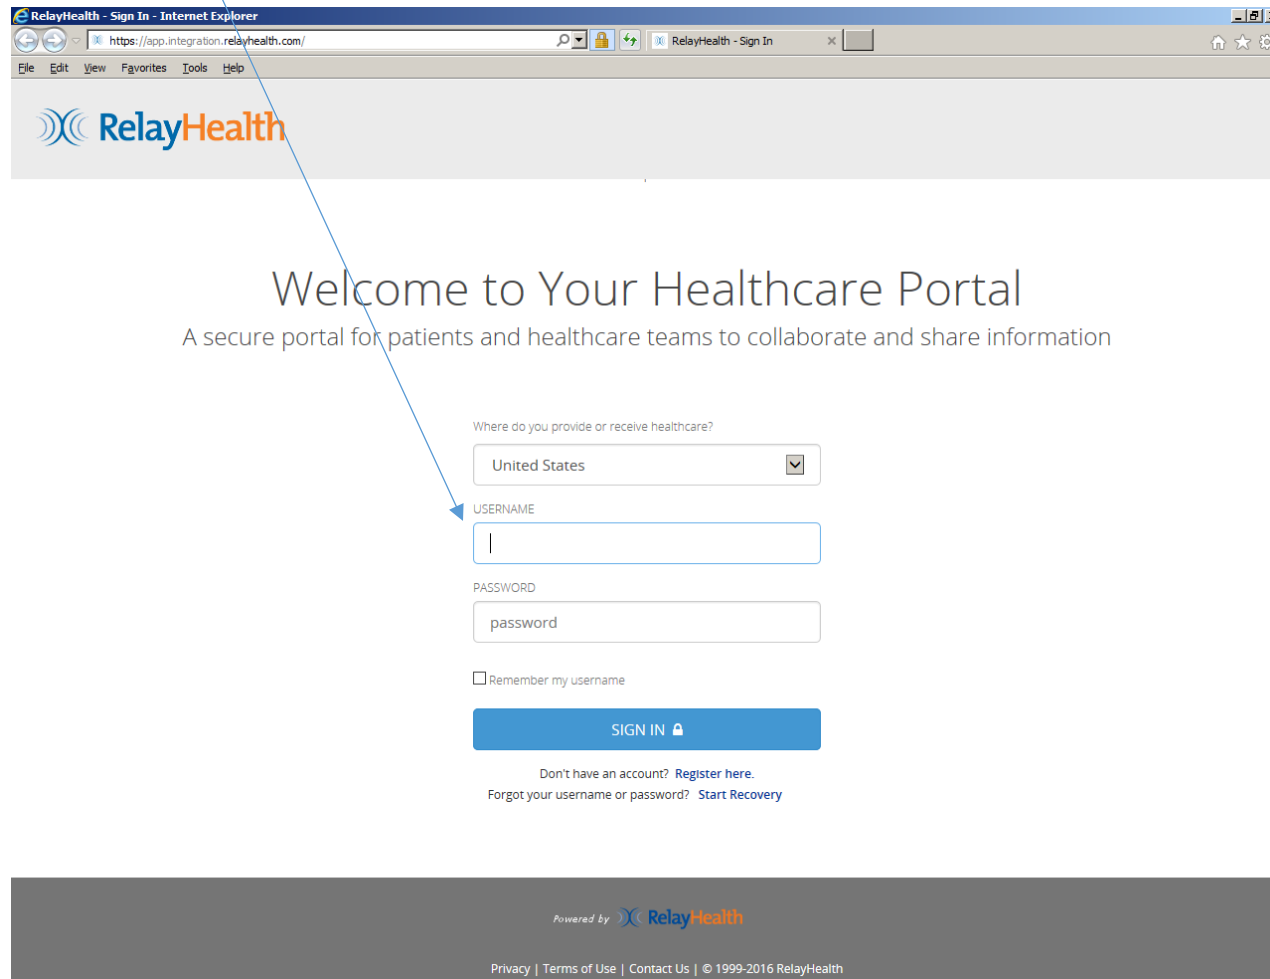 RelayHealth - Sign In - Internet Explorer
https://app.integration.relayhealth.com/
RelayHealth - Sign In
File Edit View Favorites Tools Help
RelayHealth
Welcome to Your Healthcare Portal
A secure portal for patients and healthcare teams to collaborate and share information
Where do you provide or receive healthcare?
United States
USERNAME
PASSWORD
password
Remember my username
SIGN IN
Don't have an account? Register here.
Forgot your username or password? Start Recovery
Powered by RelayHealth
Privacy | Terms of Use | Contact Us | © 1999-2016 RelayHealth